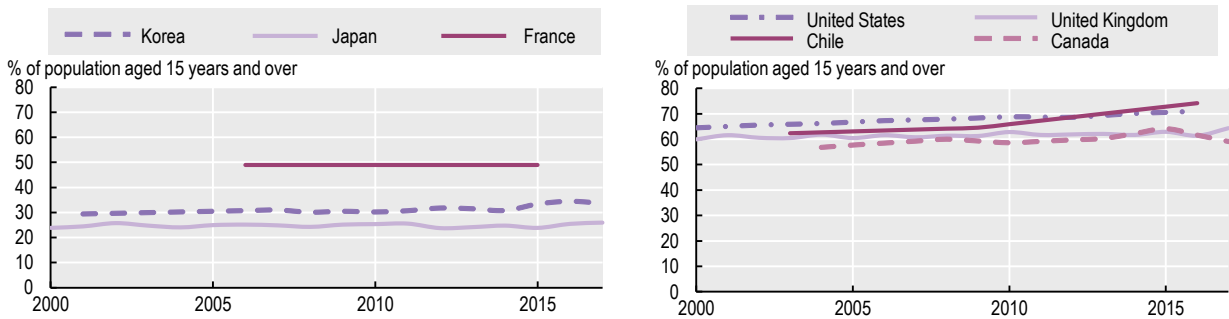 Korea Japan France
% of population aged 15 years and over
80
70
60
50
40
30
20
10
0
2000 2005 2010 2015
United States United Kingdom
Chile Canada
% of population aged 15 years and over
80
70
60
50
40
30
20
10
0
2000 2005 2010 2015